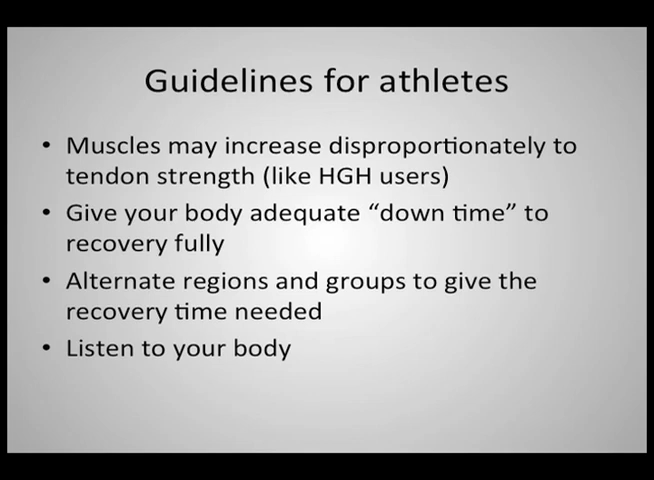 Guidelines for athletes
• Muscles may increase disproportionately to
tendon strength (like HGH users)
• Give your body adequate “down time” to
recovery fully
• Alternate regions and groups to give the
recovery time needed
• Listen to your body